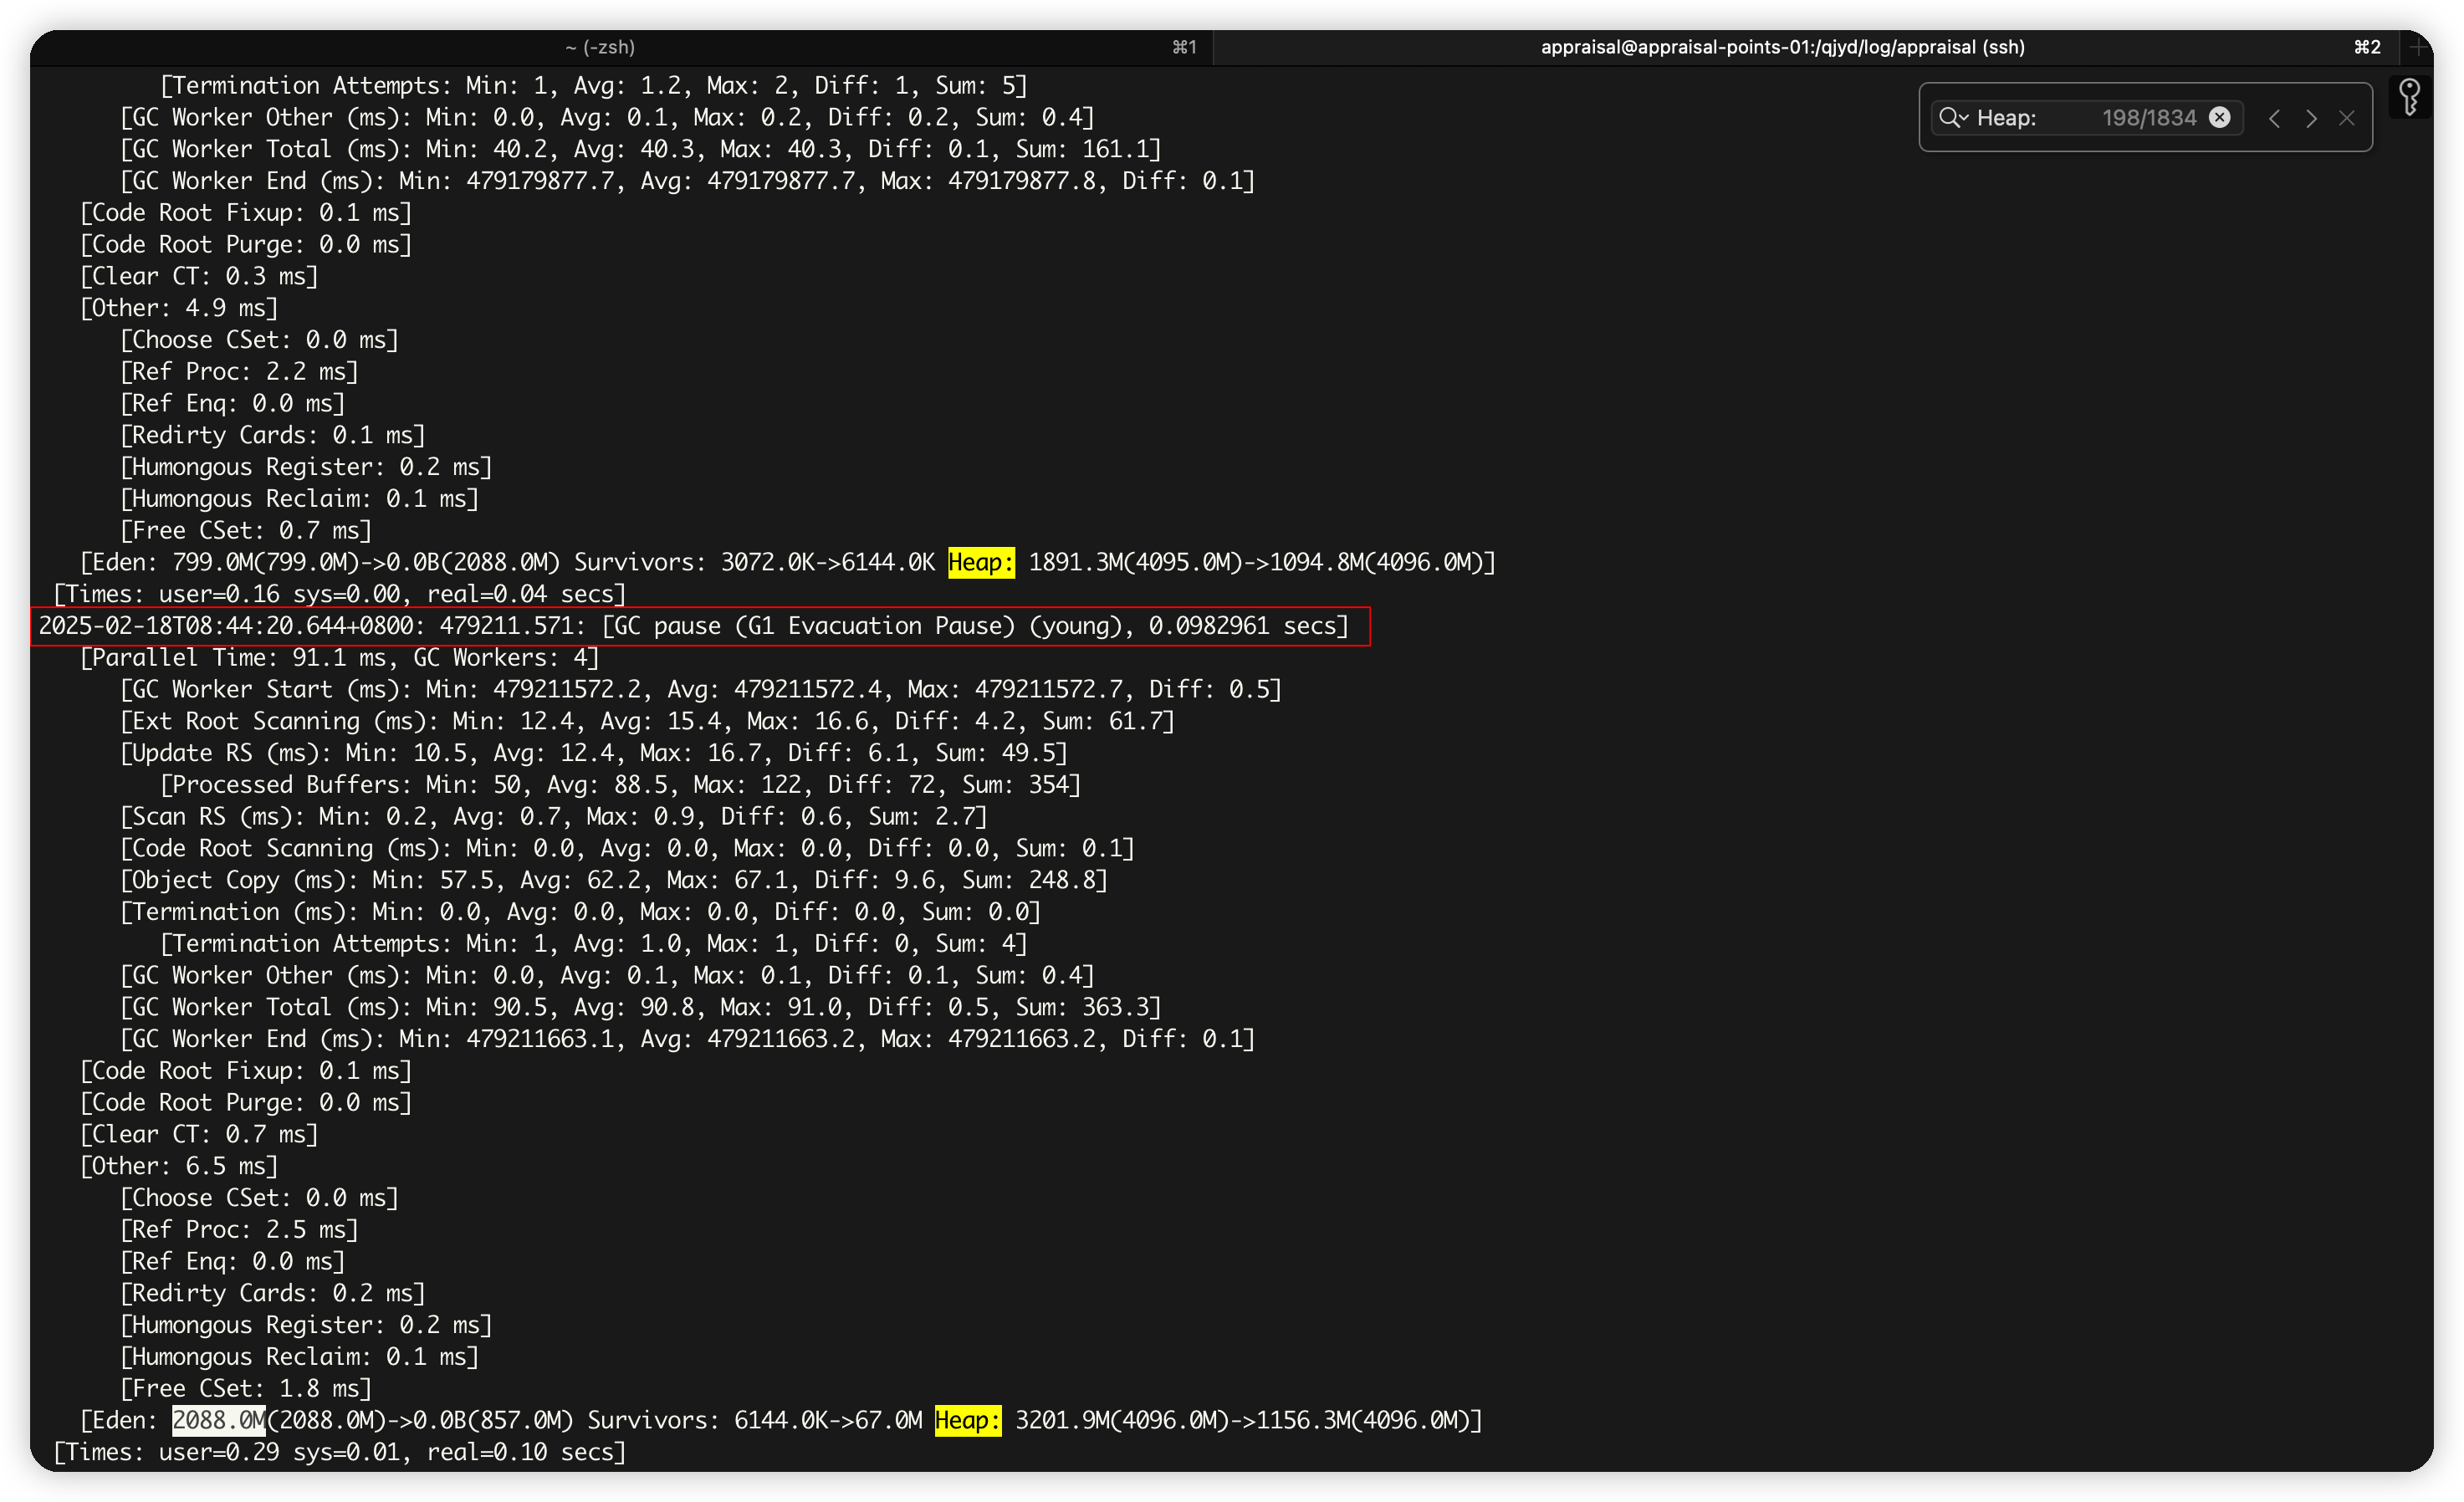 ~ (-zsh) ⌘1 appraisal@appraisal-points-01:/qjyd/log/appraisal (ssh) ⌘2
Heap: 198/1834
[Termination Attempts: Min: 1, Avg: 1.2, Max: 2, Diff: 1, Sum: 5]
[GC Worker Other (ms): Min: 0.0, Avg: 0.1, Max: 0.2, Diff: 0.2, Sum: 0.4]
[GC Worker Total (ms): Min: 40.2, Avg: 40.3, Max: 40.3, Diff: 0.1, Sum: 161.1]
[GC Worker End (ms): Min: 479179877.7, Avg: 479179877.7, Max: 479179877.8, Diff: 0.1]
[Code Root Fixup: 0.1 ms]
[Code Root Purge: 0.0 ms]
[Clear CT: 0.3 ms]
[Other: 4.9 ms]
[Choose CSet: 0.0 ms]
[Ref Proc: 2.2 ms]
[Ref Enq: 0.0 ms]
[Redirty Cards: 0.1 ms]
[Humongous Register: 0.2 ms]
[Humongous Reclaim: 0.1 ms]
[Free CSet: 0.7 ms]
[Eden: 799.0M(799.0M)->0.0B(2088.0M) Survivors: 3072.0K->6144.0K Heap: 1891.3M(4095.0M)->1094.8M(4096.0M)]
[Times: user=0.16 sys=0.00, real=0.04 secs]
2025-02-18T08:44:20.644+0800: 479211.571: [GC pause (G1 Evacuation Pause) (young), 0.0982961 secs]
[Parallel Time: 91.1 ms, GC Workers: 4]
[GC Worker Start (ms): Min: 479211572.2, Avg: 479211572.4, Max: 479211572.7, Diff: 0.5]
[Ext Root Scanning (ms): Min: 12.4, Avg: 15.4, Max: 16.6, Diff: 4.2, Sum: 61.7]
[Update RS (ms): Min: 10.5, Avg: 12.4, Max: 16.7, Diff: 6.1, Sum: 49.5]
[Processed Buffers: Min: 50, Avg: 88.5, Max: 122, Diff: 72, Sum: 354]
[Scan RS (ms): Min: 0.2, Avg: 0.7, Max: 0.9, Diff: 0.6, Sum: 2.7]
[Code Root Scanning (ms): Min: 0.0, Avg: 0.0, Max: 0.0, Diff: 0.0, Sum: 0.1]
[Object Copy (ms): Min: 57.5, Avg: 62.2, Max: 67.1, Diff: 9.6, Sum: 248.8]
[Termination (ms): Min: 0.0, Avg: 0.0, Max: 0.0, Diff: 0.0, Sum: 0.0]
[Termination Attempts: Min: 1, Avg: 1.0, Max: 1, Diff: 0, Sum: 4]
[GC Worker Other (ms): Min: 0.0, Avg: 0.1, Max: 0.1, Diff: 0.1, Sum: 0.4]
[GC Worker Total (ms): Min: 90.5, Avg: 90.8, Max: 91.0, Diff: 0.5, Sum: 363.3]
[GC Worker End (ms): Min: 479211663.1, Avg: 479211663.2, Max: 479211663.2, Diff: 0.1]
[Code Root Fixup: 0.1 ms]
[Code Root Purge: 0.0 ms]
[Clear CT: 0.7 ms]
[Other: 6.5 ms]
[Choose CSet: 0.0 ms]
[Ref Proc: 2.5 ms]
[Ref Enq: 0.0 ms]
[Redirty Cards: 0.2 ms]
[Humongous Register: 0.2 ms]
[Humongous Reclaim: 0.1 ms]
[Free CSet: 1.8 ms]
[Eden: 2088.0M(2088.0M)->0.0B(857.0M) Survivors: 6144.0K->67.0M Heap: 3201.9M(4096.0M)->1156.3M(4096.0M)]
[Times: user=0.29 sys=0.01, real=0.10 secs]